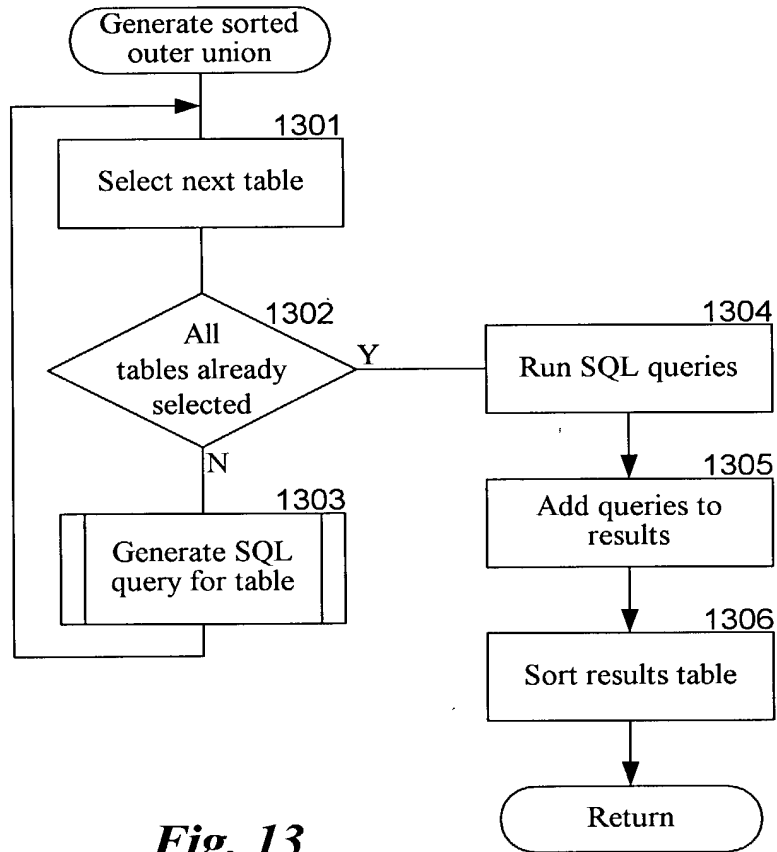 Generate sorted
outer union
1301
Select next table
1302
All
tables already
selected
Y
N
1303
Generate SQL
query for table
1304
Run SQL queries
1305
Add queries to
results
1306
Sort results table
Return
Fig. 13